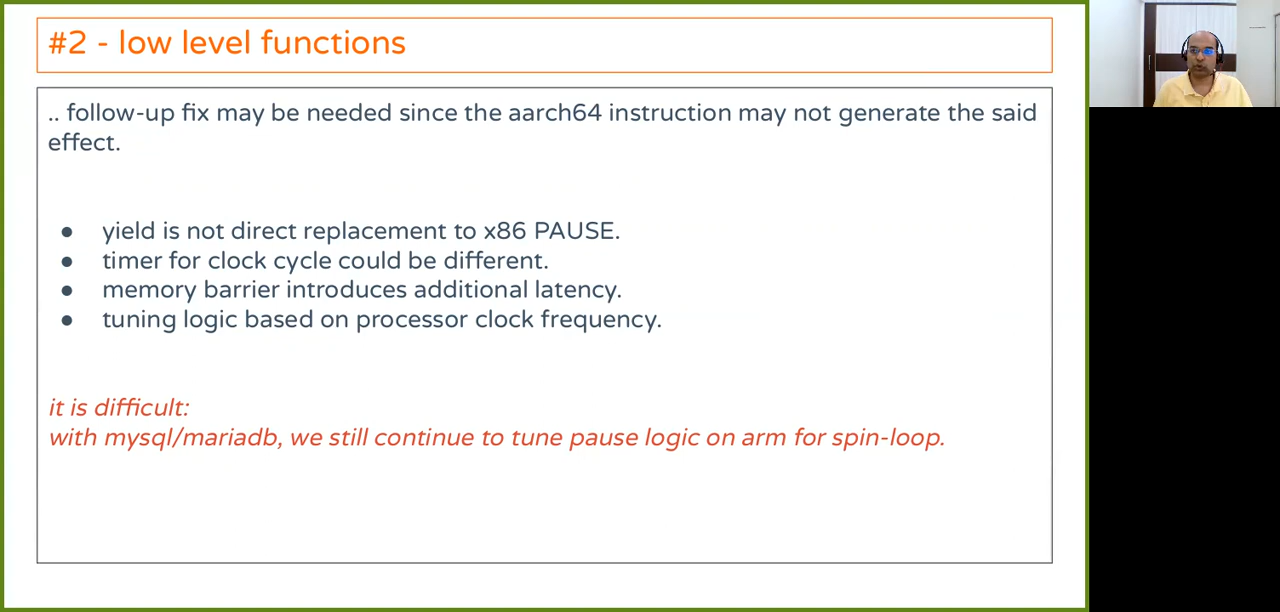 #2 - low level functions
.. follow-up fix may be needed since the aarch64 instruction may not generate the said
effect.
● yield is not direct replacement to x86 PAUSE.
● timer for clock cycle could be different.
● memory barrier introduces additional latency.
● tuning logic based on processor clock frequency.
it is difficult:
with mysql/mariadb, we still continue to tune pause logic on arm for spin-loop.